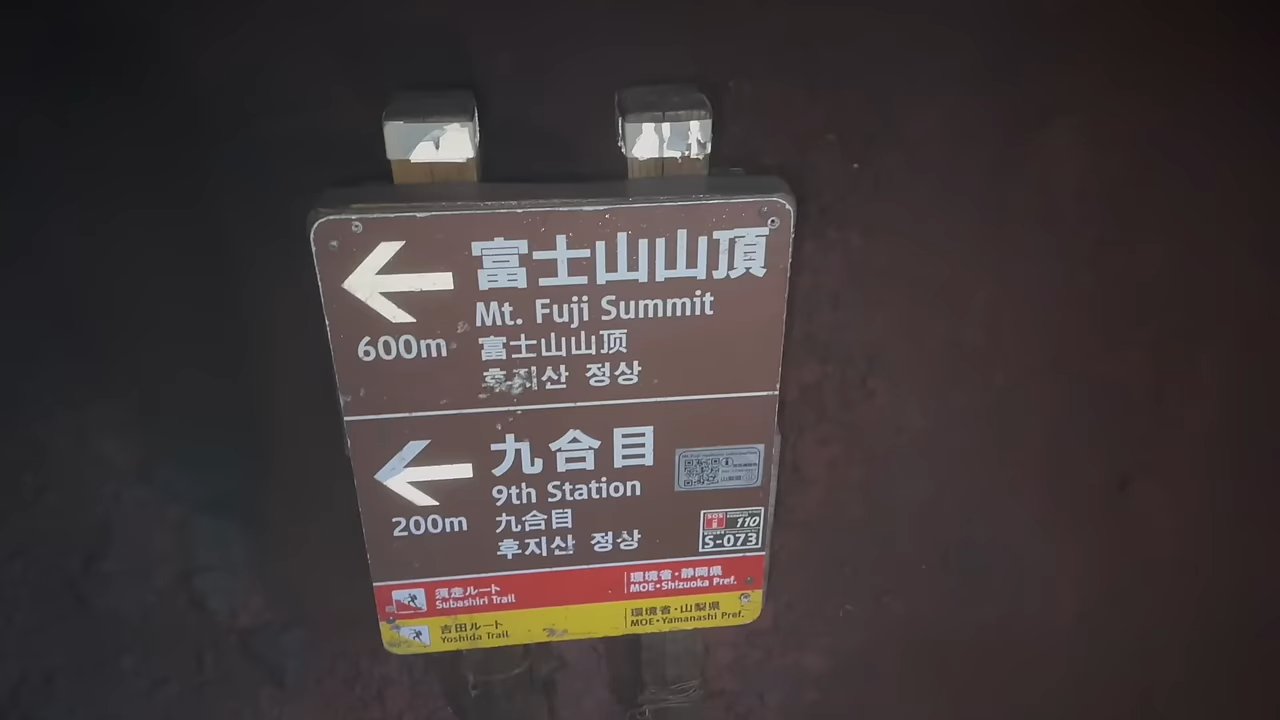 富士山山頂
Mt. Fuji Summit
600m
富士山山顶
후지산 정상
九合目
9th Station
200m
九合目
후지산 정상
SOS 110
S-073
須走ルート
Subashiri Trail
環境省・静岡県
MOE・Shizuoka Pref.
吉田ルート
Yoshida Trail
環境省・山梨県
MOE・Yamanashi Pref.